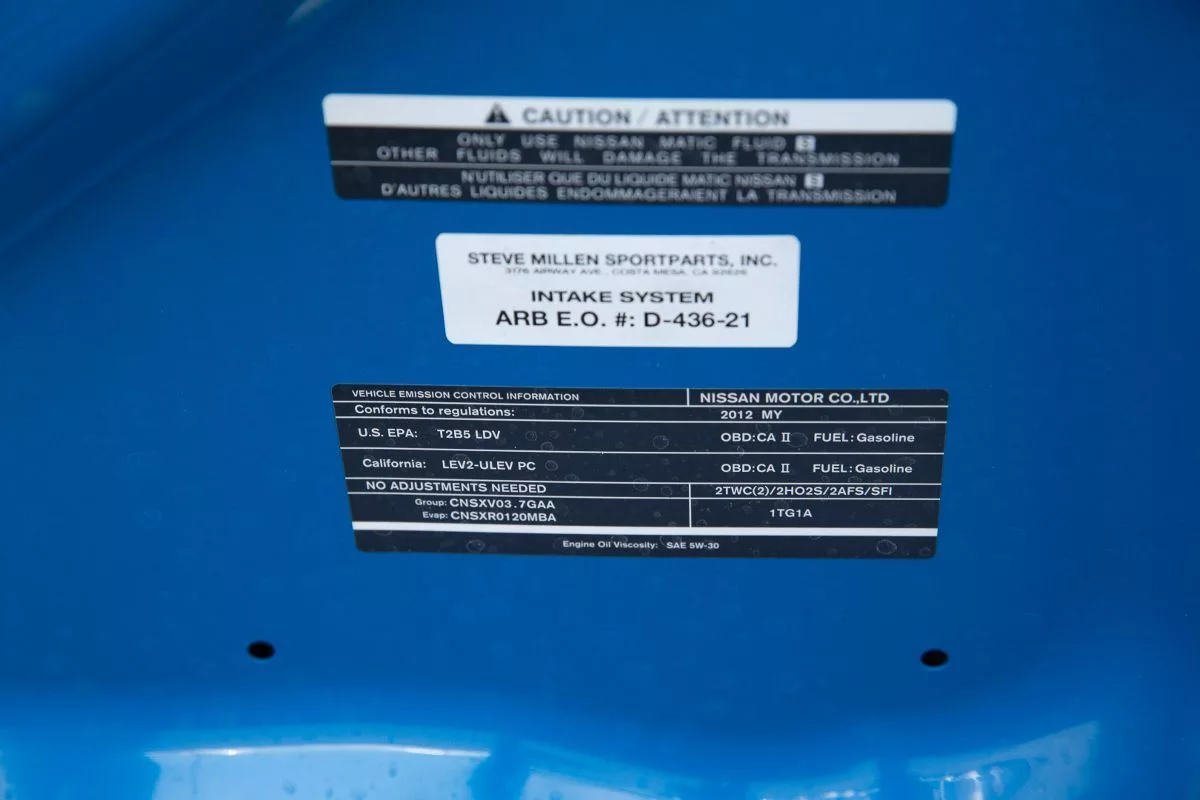 CAUTION / ATTENTION
ONLY USE NISSAN MATIC FLUID S
OTHER FLUIDS WILL DAMAGE THE TRANSMISSION
N'UTILISER QUE DU LIQUIDE MATIC NISSAN S
D'AUTRES LIQUIDES ENDOMMAGERAIENT LA TRANSMISSION
STEVE MILLEN SPORTPARTS, INC.
3176 AIRWAY AVE., COSTA MESA, CA 92626
INTAKE SYSTEM
ARB E.O. #: D-436-21
VEHICLE EMISSION CONTROL INFORMATION NISSAN MOTOR CO.,LTD
Conforms to regulations: 2012 MY
U.S. EPA: T2B5 LDV OBD:CA II FUEL:Gasoline
California: LEV2-ULEV PC OBD:CA II FUEL:Gasoline
NO ADJUSTMENTS NEEDED 2TWC(2)/2HO2S/2AFS/SFI
Group: CNSXV03.7GAA
Evap: CNSXR0120MBA 1TG1A
Engine Oil Viscosity: SAE 5W-30